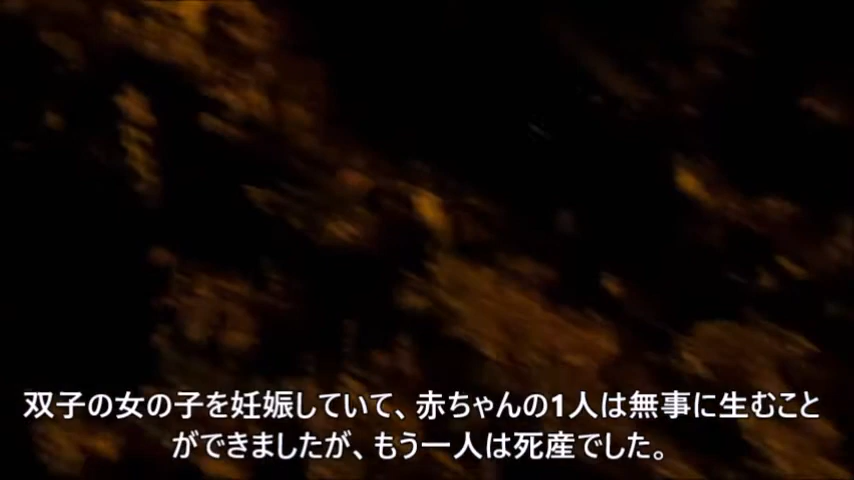 双子の女の子を妊娠していて、赤ちゃんの1人は無事に生むこと
ができましたが、もう一人は死産でした。